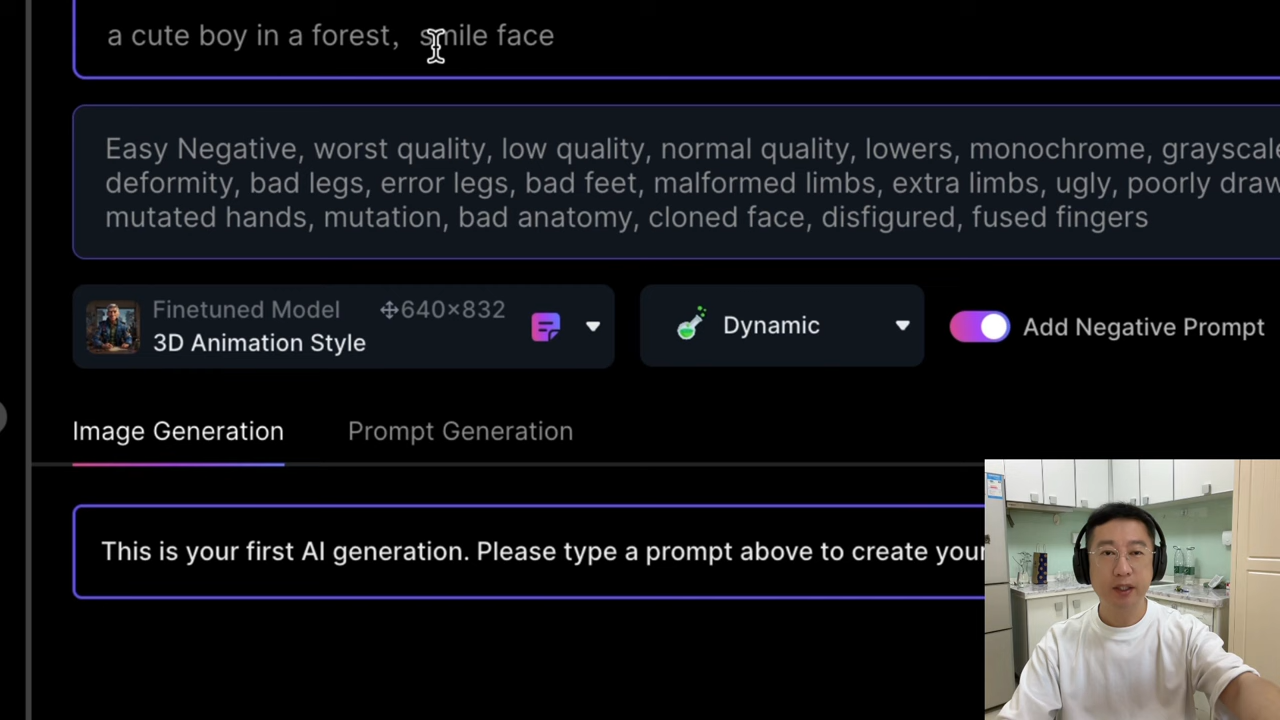 a cute boy in a forest,  smile face
Easy Negative, worst quality, low quality, normal quality, lowers, monochrome, grayscale
deformity, bad legs, error legs, bad feet, malformed limbs, extra limbs, ugly, poorly draw
mutated hands, mutation, bad anatomy, cloned face, disfigured, fused fingers
Finetuned Model 640×832
3D Animation Style
Dynamic
Add Negative Prompt
Image Generation Prompt Generation
This is your first AI generation. Please type a prompt above to create your